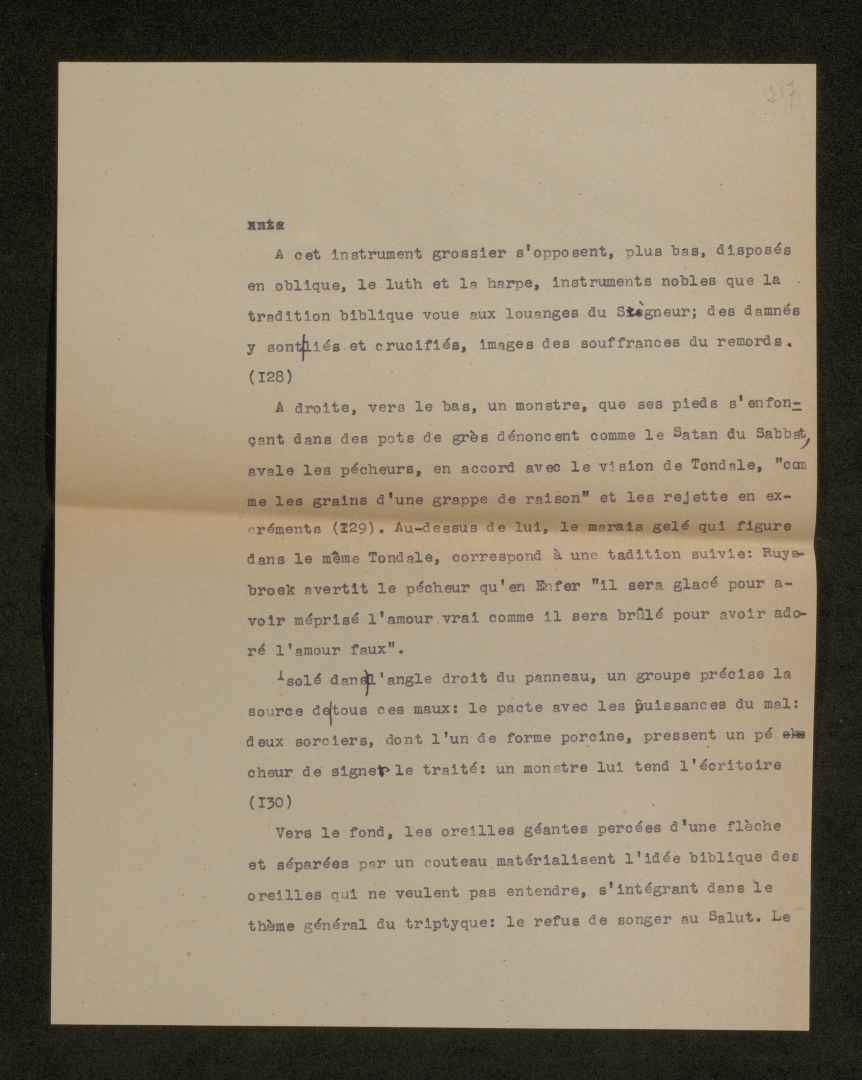 217.
A cet instrument grossier s'opposent, plus bas, disposés
en oblique, le luth et la harpe, instruments nobles que la
tradition biblique voue aux louanges du Seigneur; des damnés
y sont liés et crucifiés, images des souffrances du remords.
(I28)
A droite, vers le bas, un monstre, que ses pieds s'enfon-
çant dans des pots de grès dénoncent comme le Satan du Sabbat,
avale les pécheurs, en accord avec le vision de Tondale, "com
me les grains d'une grappe de raison" et les rejette en ex-
créments (I29). Au-dessus de lui, le marais gelé qui figure
dans le même Tondale, correspond à une tadition suivie: Ruys-
broek avertit le pécheur qu'en Enfer "il sera glacé pour a-
voir méprisé l'amour vrai comme il sera brûlé pour avoir ado-
ré l'amour faux".
Isolé dans l'angle droit du panneau, un groupe précise la
source de tous ces maux: le pacte avec les puissances du mal:
deux sorciers, dont l'un de forme porcine, pressent un pé
cheur de signer le traité: un monstre lui tend l'écritoire
(I30)
Vers le fond, les oreilles géantes percées d'une flèche
et séparées par un couteau matérialisent l'idée biblique des
oreilles qui ne veulent pas entendre, s'intégrant dans le
thème général du triptyque: le refus de songer au Salut. Le